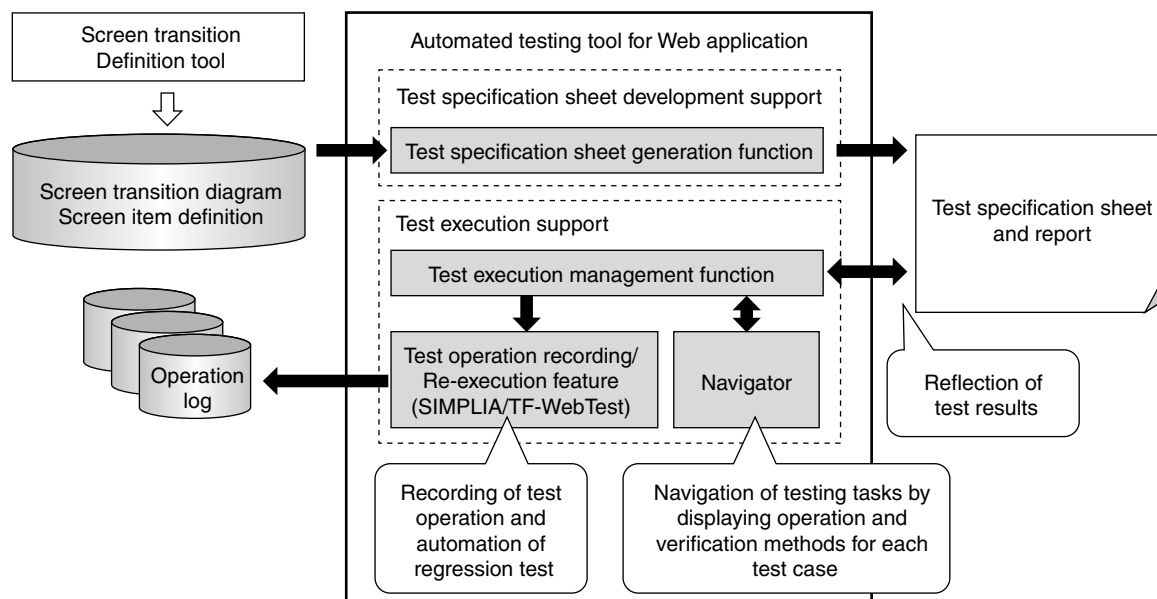 Screen transition
Definition tool
Screen transition diagram
Screen item definition
Operation
log
Automated testing tool for Web application
Test specification sheet development support
Test specification sheet generation function
Test execution support
Test execution management function
Test operation recording/
Re-execution feature
(SIMPLIA/TF-WebTest)
Navigator
Recording of test
operation and
automation of
regression test
Navigation of testing tasks by
displaying operation and
verification methods for each
test case
Test specification sheet
and report
Reflection of
test results